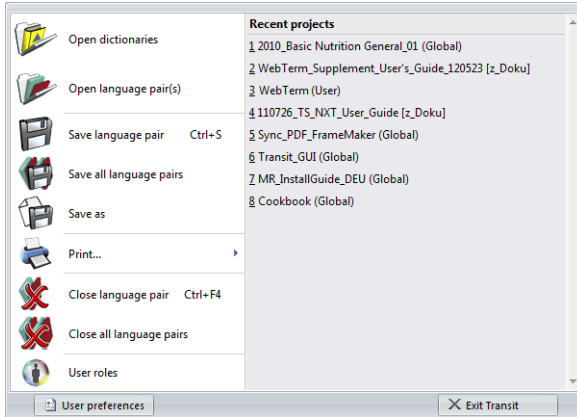 Open dictionaries
Open language pair(s)
Save language pair Ctrl+S
Save all language pairs
Save as
Print...
Close language pair Ctrl+F4
Close all language pairs
User roles
Recent projects
1 2010_Basic Nutrition General_01 (Global)
2 WebTerm_Supplement_User's_Guide_120523 [z_Doku]
3 WebTerm (User)
4 110726_TS_NXT_User_Guide [z_Doku]
5 Sync_PDF_FrameMaker (Global)
6 Transit_GUI (Global)
7 MR_InstallGuide_DEU (Global)
8 Cookbook (Global)
User preferences
Exit Transit